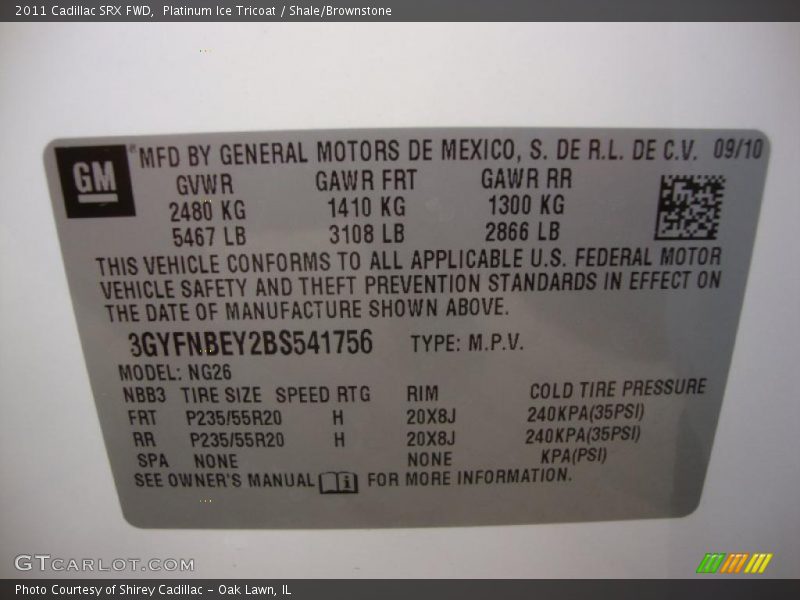 2011 Cadillac SRX FWD, Platinum Ice Tricoat / Shale/Brownstone
GM ® MFD BY GENERAL MOTORS DE MEXICO, S. DE R.L. DE C.V. 09/10
GVWR GAWR FRT GAWR RR
2480 KG 1410 KG 1300 KG
5467 LB 3108 LB 2866 LB
THIS VEHICLE CONFORMS TO ALL APPLICABLE U.S. FEDERAL MOTOR
VEHICLE SAFETY AND THEFT PREVENTION STANDARDS IN EFFECT ON
THE DATE OF MANUFACTURE SHOWN ABOVE.
3GYFNBEY2BS541756 TYPE: M.P.V.
MODEL: NG26
NBB3 TIRE SIZE SPEED RTG RIM COLD TIRE PRESSURE
FRT P235/55R20 H 20X8J 240KPA(35PSI)
RR P235/55R20 H 20X8J 240KPA(35PSI)
SPA NONE NONE KPA(PSI)
SEE OWNER'S MANUAL i FOR MORE INFORMATION.
GTCARLOT.COM
Photo Courtesy of Shirey Cadillac - Oak Lawn, IL